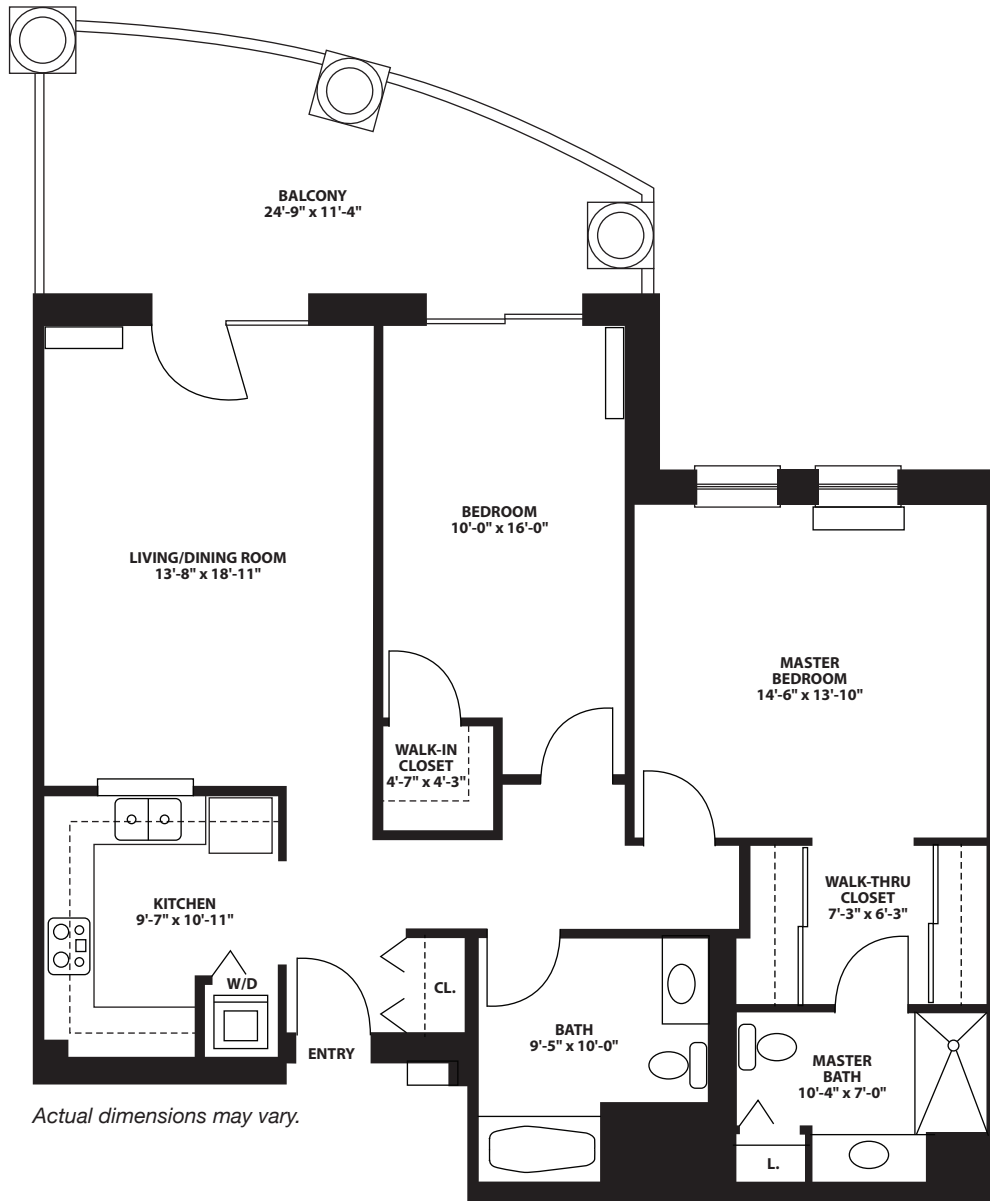 BALCONY
24'-9" x 11'-4"
BEDROOM
10'-0" x 16'-0"
LIVING/DINING ROOM
13'-8" x 18'-11"
MASTER
BEDROOM
14'-6" x 13'-10"
WALK-IN
CLOSET
4'-7" x 4'-3"
KITCHEN
9'-7" x 10'-11"
WALK-THRU
CLOSET
7'-3" x 6'-3"
W/D
CL.
ENTRY
BATH
9'-5" x 10'-0"
MASTER
BATH
10'-4" x 7'-0"
L.
Actual dimensions may vary.